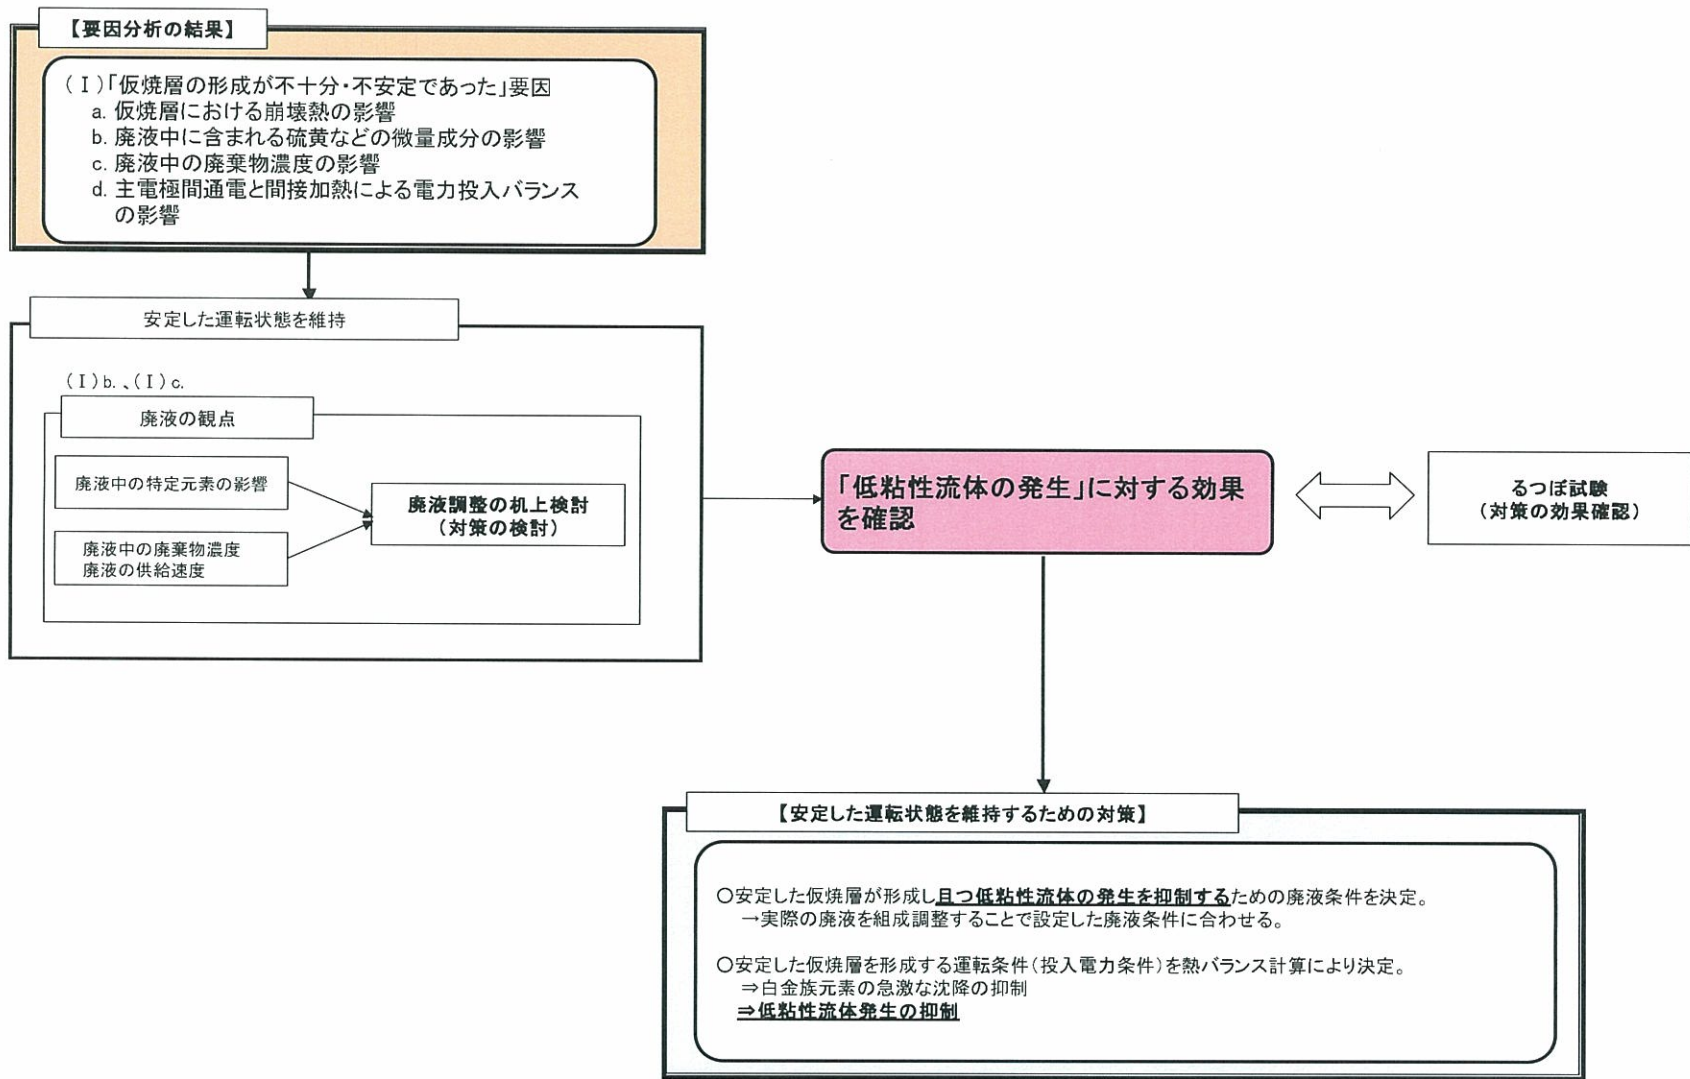 【要因分析の結果】
(Ⅰ)「仮焼層の形成が不十分・不安定であった」要因
a. 仮焼層における崩壊熱の影響
b. 廃液中に含まれる硫黄などの微量成分の影響
c. 廃液中の廃棄物濃度の影響
d. 主電極間通電と間接加熱による電力投入バランス
の影響
安定した運転状態を維持
(Ⅰ)b.、(Ⅰ)c.
廃液の観点
廃液中の特定元素の影響
廃液調整の机上検討
(対策の検討)
廃液中の廃棄物濃度
廃液の供給速度
「低粘性流体の発生」に対する効果
を確認
るつぼ試験
(対策の効果確認)
【安定した運転状態を維持するための対策】
○安定した仮焼層が形成し且つ低粘性流体の発生を抑制するための廃液条件を決定。
→実際の廃液を組成調整することで設定した廃液条件に合わせる。
○安定した仮焼層を形成する運転条件(投入電力条件)を熱バランス計算により決定。
⇒白金族元素の急激な沈降の抑制
⇒低粘性流体発生の抑制